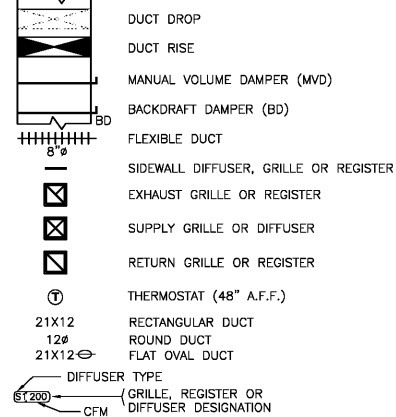 DUCT DROP
DUCT RISE
MANUAL VOLUME DAMPER (MVD)
BACKDRAFT DAMPER (BD)
BD
FLEXIBLE DUCT
8"ø
SIDEWALL DIFFUSER, GRILLE OR REGISTER
EXHAUST GRILLE OR REGISTER
SUPPLY GRILLE OR DIFFUSER
RETURN GRILLE OR REGISTER
T THERMOSTAT (48" A.F.F.)
21X12 RECTANGULAR DUCT
12ø ROUND DUCT
21X12 FLAT OVAL DUCT
DIFFUSER TYPE
S1 200 GRILLE, REGISTER OR
DIFFUSER DESIGNATION
CFM